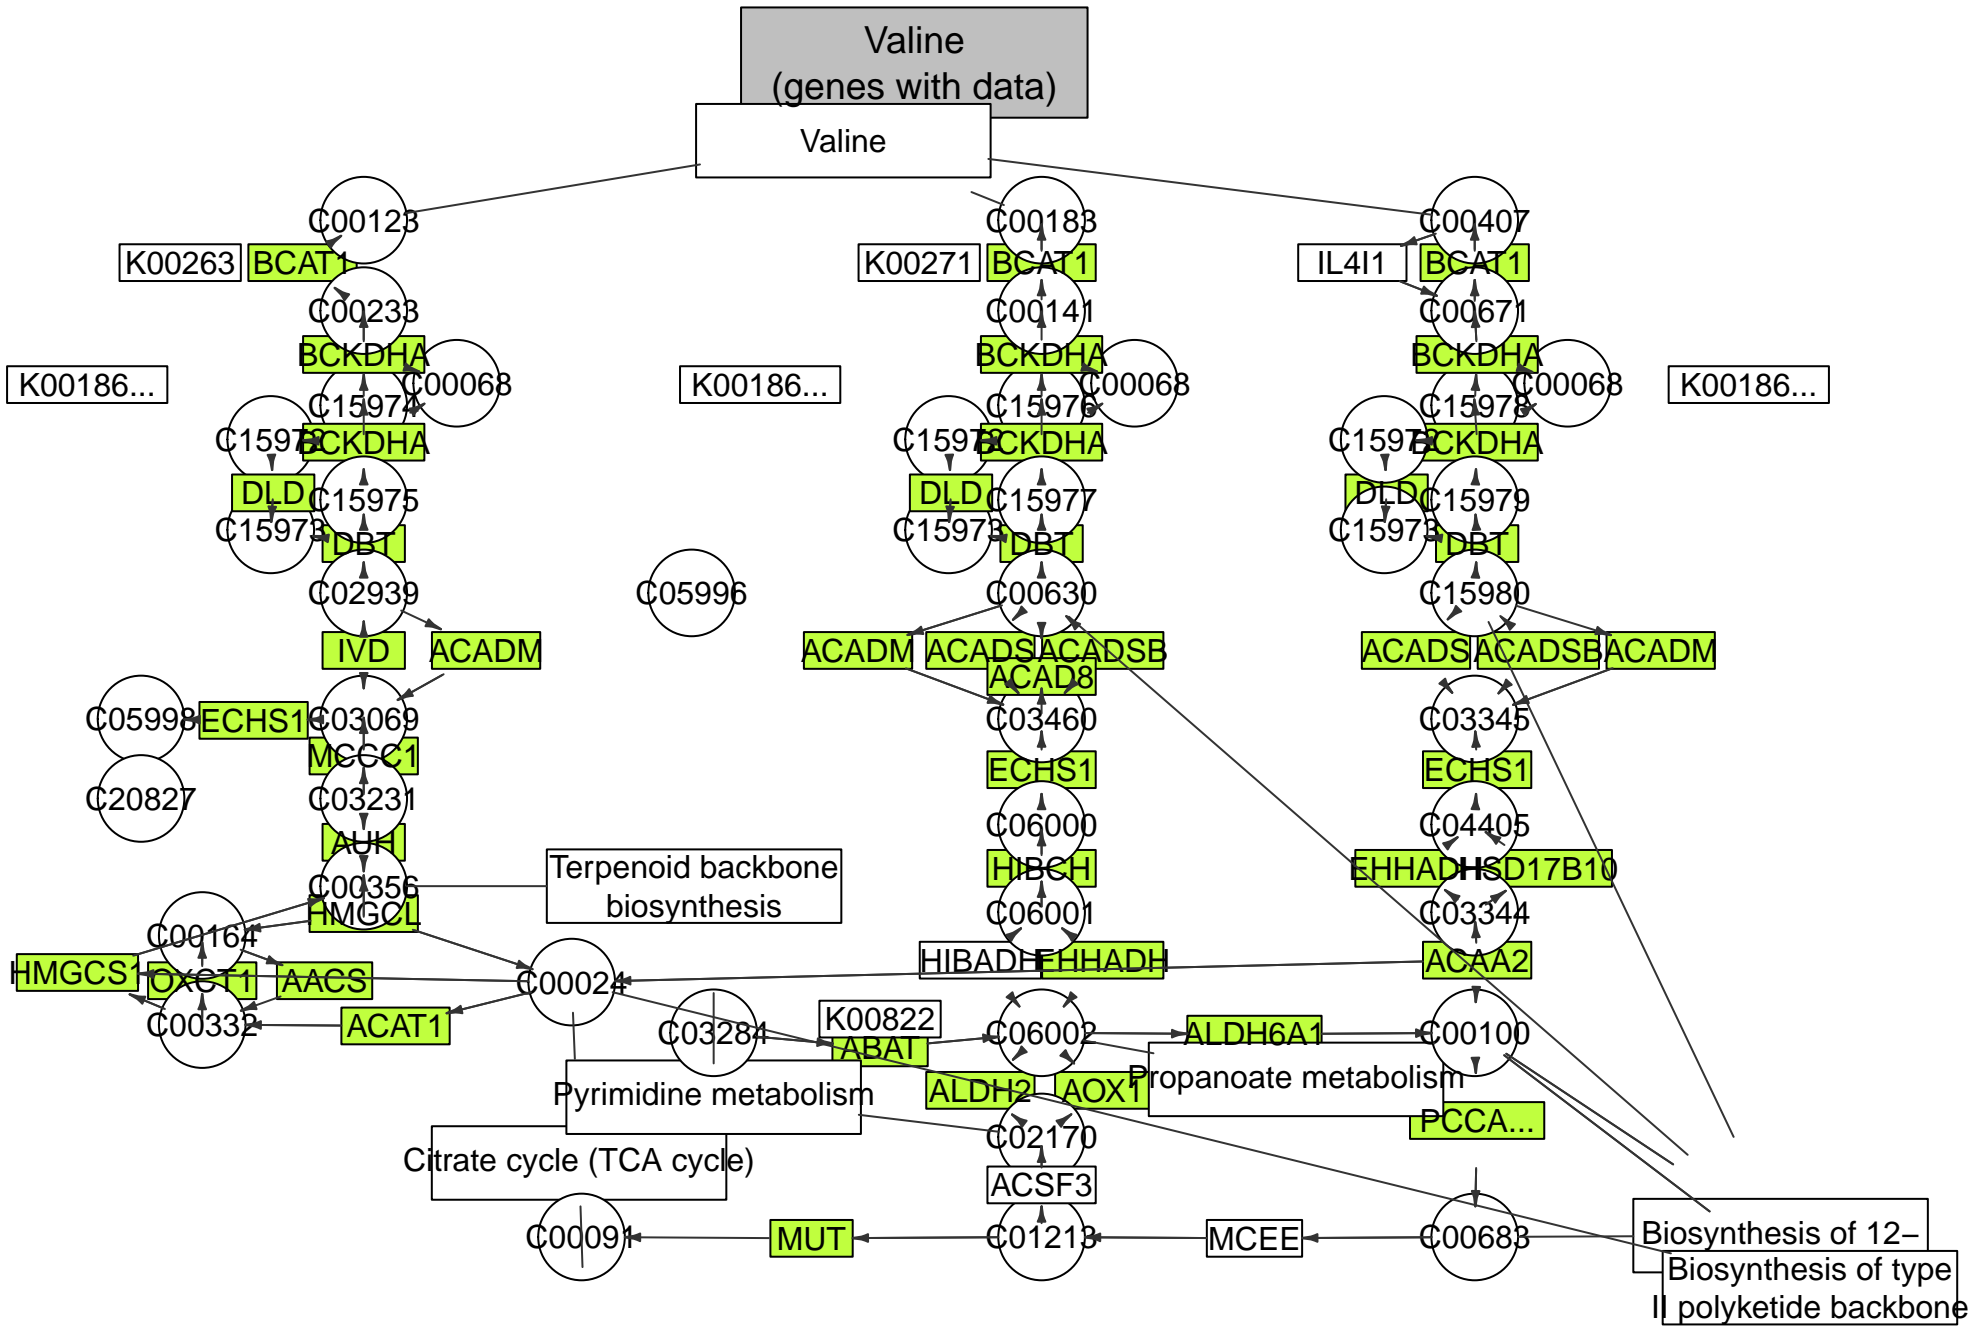 Valine
(genes with data)
Valine
C00123
C00183
C00407
K00263
BCAT1
K00271
BCAT1
IL4I1
BCAT1
C00233
C00141
C00671
BCKDHA
BCKDHA
BCKDHA
K00186...
C00068
K00186...
C00068
C00068
K00186...
C15974
C15976
C15978
C15972
BCKDHA
C15972
BCKDHA
C15972
BCKDHA
DLD
C15975
DLD
C15977
DLD
C15979
C15973
DBT
C15973
DBT
C15973
DBT
C02939
C05996
C00630
C15980
IVD
ACADM
ACADM
ACADS
ACADSB
ACADS
ACADSB
ACADM
ACAD8
C05998
ECHS1
C03069
C03460
C03345
MCCC1
ECHS1
ECHS1
C20827
C03231
C06000
C04405
AUH
HIBCH
EHHADH
HSD17B10
Terpenoid backbone
biosynthesis
C00356
HMGCL
C06001
C03344
C00164
HMGCS1
OXCT1
AACS
C00024
HIBADH
EHHADH
ACAA2
C00332
ACAT1
C03284
K00822
ABAT
C06002
ALDH6A1
C00100
Pyrimidine metabolism
ALDH2
AOX1
Propanoate metabolism
PCCA...
C02170
Citrate cycle (TCA cycle)
ACSF3
C00091
MUT
C01213
MCEE
C00683
Biosynthesis of 12–
Biosynthesis of type
II polyketide backbone